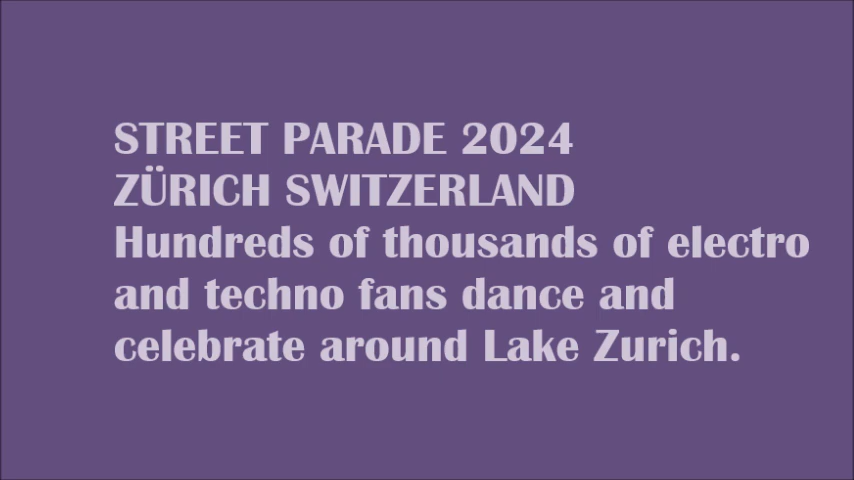 STREET PARADE 2024
ZÜRICH SWITZERLAND
Hundreds of thousands of electro
and techno fans dance and
celebrate around Lake Zurich.